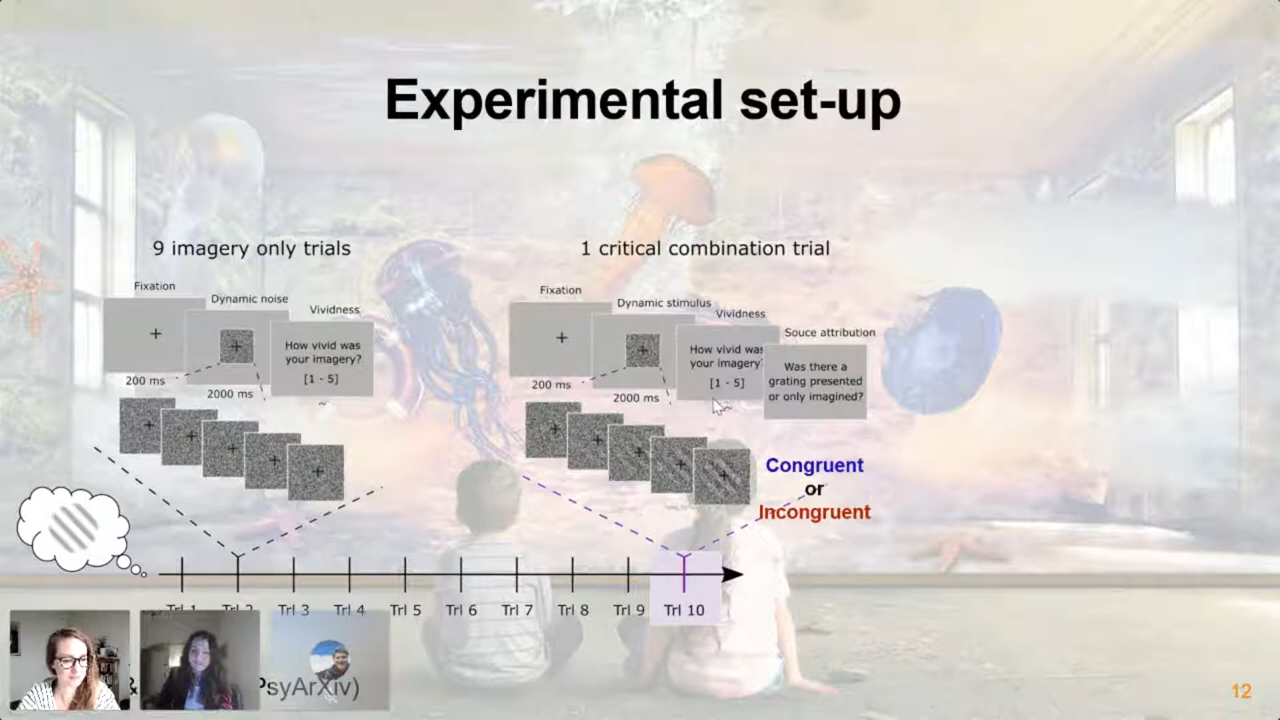 Experimental set-up
9 imagery only trials
Fixation
Dynamic noise
Vividness
How vivid was
your imagery?
[1 - 5]
200 ms
2000 ms
~
1 critical combination trial
Fixation
Dynamic stimulus
Vividness
Souce attribution
How vivid was
your imagery
[1 - 5]
Was there a
grating presented
or only imagined?
200 ms
2000 ms
Congruent
or
Incongruent
Trl 1 Trl 2 Trl 3 Trl 4 Trl 5 Trl 6 Trl 7 Trl 8 Trl 9 Trl 10
& PsyArXiv)
12